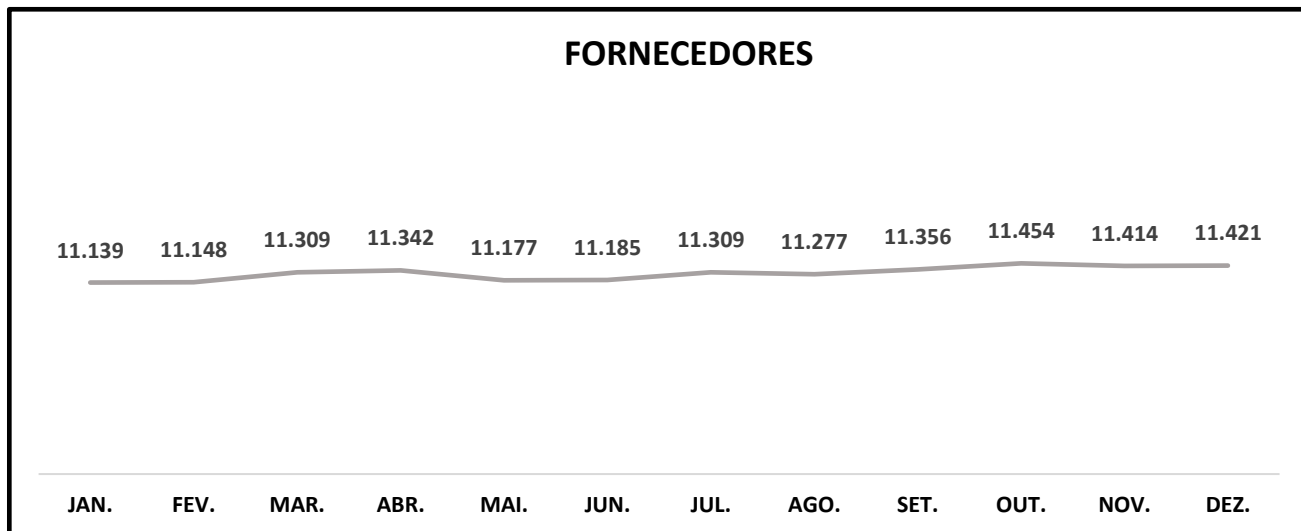 FORNECEDORES
11.139 11.148 11.309 11.342 11.177 11.185 11.309 11.277 11.356 11.454 11.414 11.421
JAN. FEV. MAR. ABR. MAI. JUN. JUL. AGO. SET. OUT. NOV. DEZ.